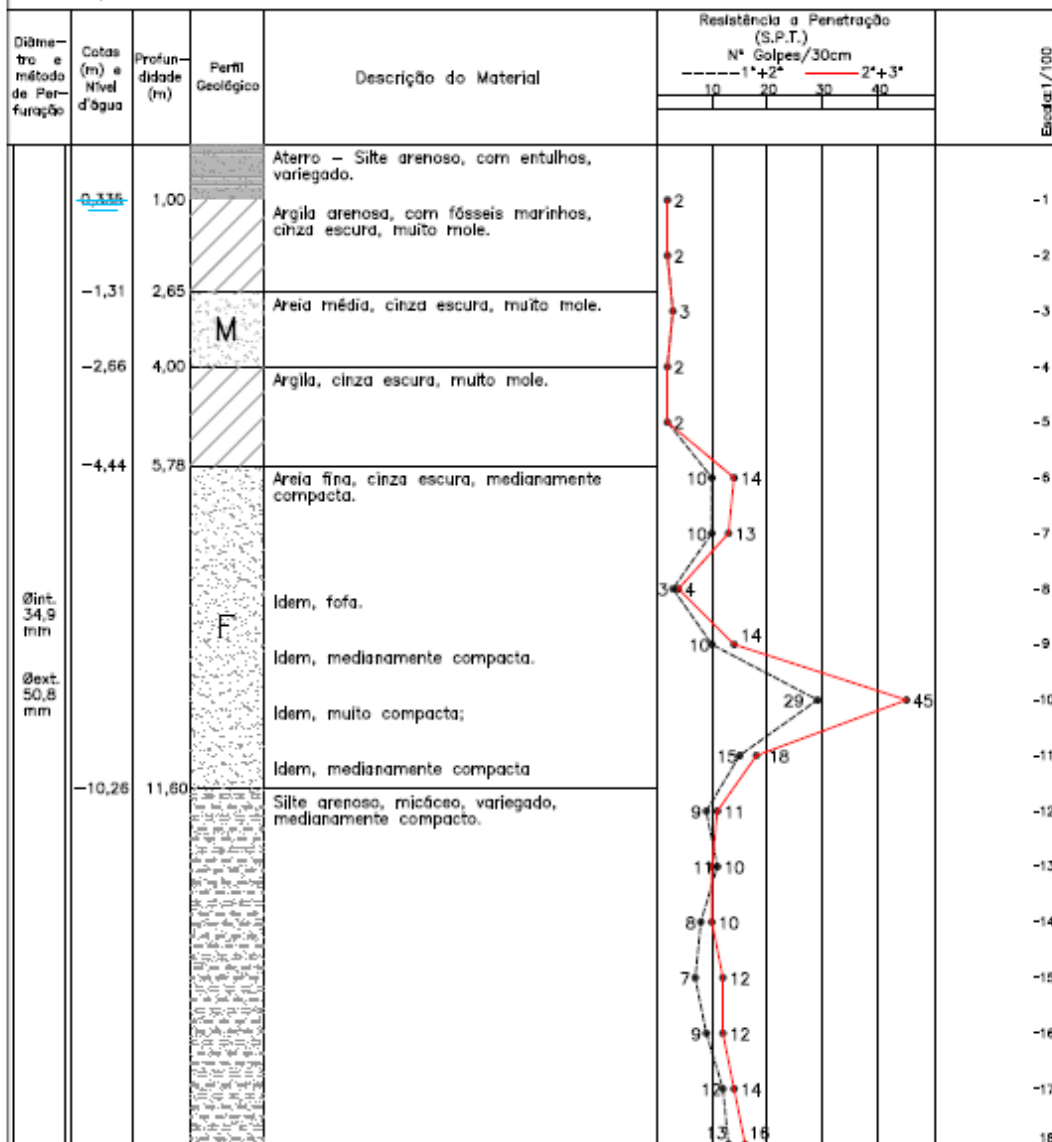 Diâme-
tro e
método
de Per-
furação
Cotas
(m) e
Nível
d'água
Profun-
didade
(m)
Perfil
Geológico
Descrição do Material
Resistência a Penetração
(S.P.T.)
N° Golpes/30cm
1ª+2ª 2ª+3ª
10 20 30 40
Escala:1/100
Aterro – Silte arenoso, com entulhos,
variegado.
0,335 1,00 2 -1
Argila arenosa, com fósseis marinhos,
cinza escura, muito mole.
2 -2
-1,31 2,65
Areia média, cinza escura, muito mole.
3 -3
M
-2,66 4,00 2 -4
Argila, cinza escura, muito mole.
2 -5
-4,44 5,78
Areia fina, cinza escura, medianamente
compacta.
10 14 -6
10 13 -7
3 4 -8
Øint.
34,9
mm
Idem, fofa.
F
10 14 -9
Idem, medianamente compacta.
Øext.
50,8
mm
29 45 -10
Idem, muito compacta;
15 18 -11
Idem, medianamente compacta
-10,26 11,60
Silte arenoso, micáceo, variegado,
medianamente compacto.
9 11 -12
11 10 -13
8 10 -14
7 12 -15
9 12 -16
12 14 -17
13 16 -18